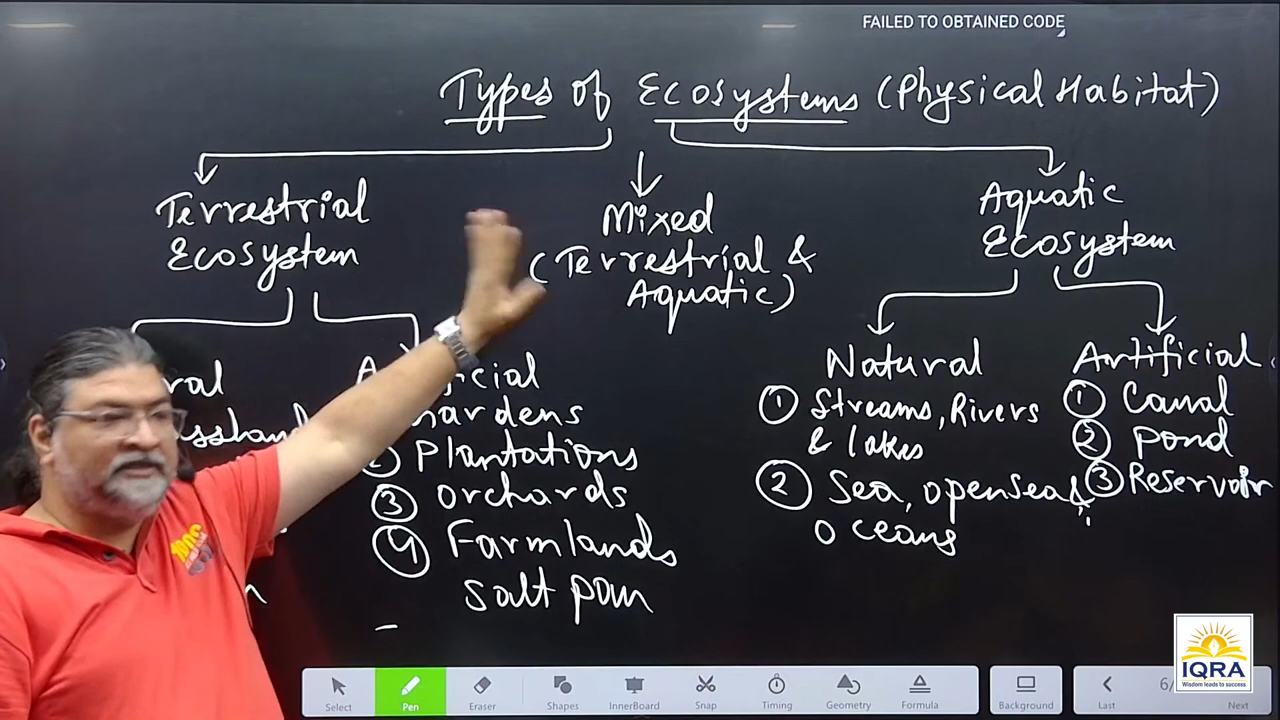 FAILED TO OBTAINED CODE
Types of Ecosystems (Physical Habitat)
Terrestrial
Ecosystem
Mixed
(Terrestrial &
Aquatic)
Aquatic
Ecosystem
gardens
Plantations
③ Orchards
④ Farmlands
Salt pan
Natural
① Streams, Rivers
& lakes
② Sea, open sea &
Oceans
Artificial
① Canal
② Pond
③ Reservoir
Select
Pen
Eraser
Shapes
InnerBoard
Snap
Timing
Geometry
Formula
Background
Last
6/
Next
IQRA
Wisdom leads to success